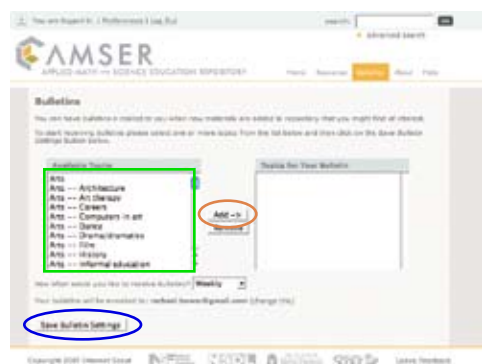 Preferences | Log Out
search:
Advanced Search
AMSER
APPLIED MATH and SCIENCE EDUCATION REPOSITORY
Home Resources Bulletins About Help
Bulletins
You can have bulletins e-mailed to you when new materials are added to repository that you might find of interest.
To start receiving bulletins please select one or more topics from the list below and then click on the Save Bulletin
Settings button below.
Available Topics
Topics for Your Bulletin
Arts
Arts -- Architecture
Arts -- Art therapy
Arts -- Careers
Arts -- Computers in art
Arts -- Dance
Arts -- Drama/dramatics
Arts -- Film
Arts -- History
Arts -- Informal education
Add -->
Remove
How often would you like to receive bulletins? Weekly
Your bulletins will be emailed to: (change this)
Save Bulletin Settings
Internet Scout
Leave Feedback